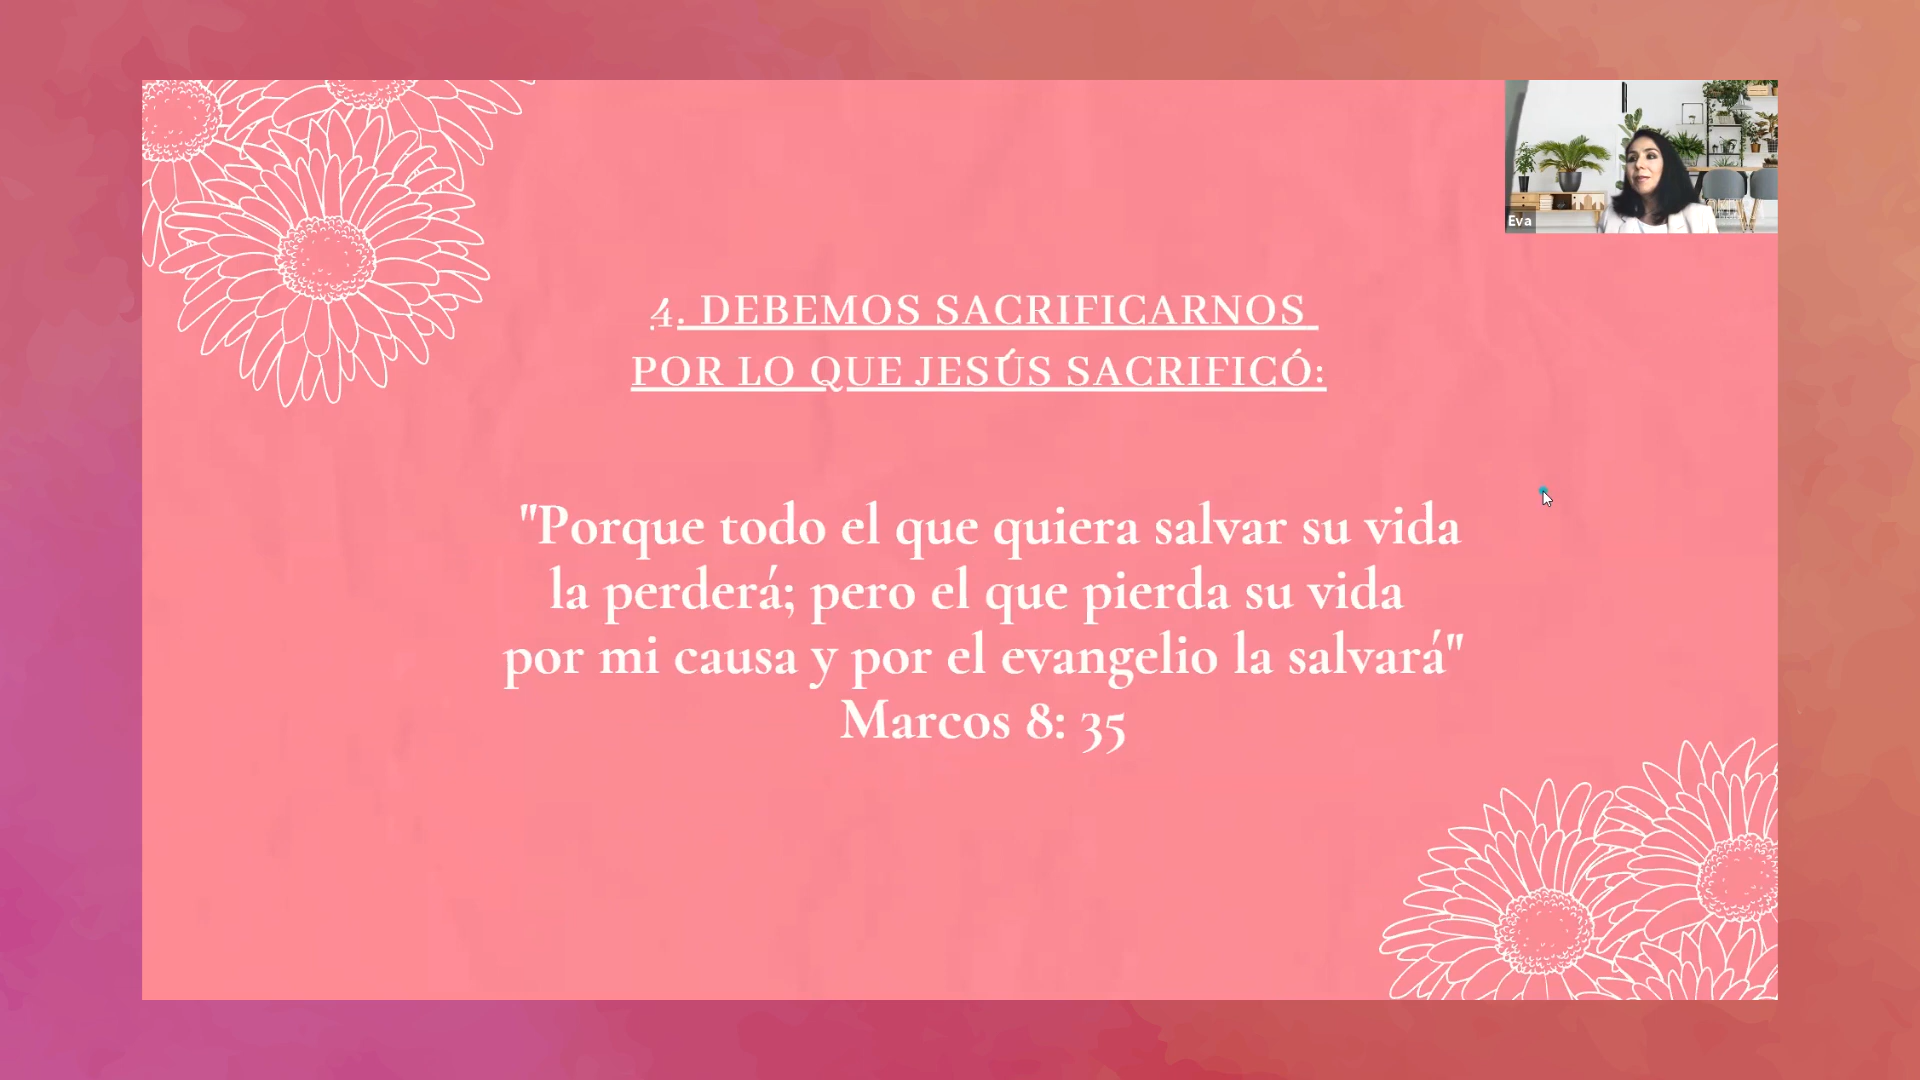 Eva
4. DEBEMOS SACRIFICARNOS
POR LO QUE JESÚS SACRIFICÓ:
"Porque todo el que quiera salvar su vida
la perderá; pero el que pierda su vida
por mi causa y por el evangelio la salvará"
Marcos 8: 35